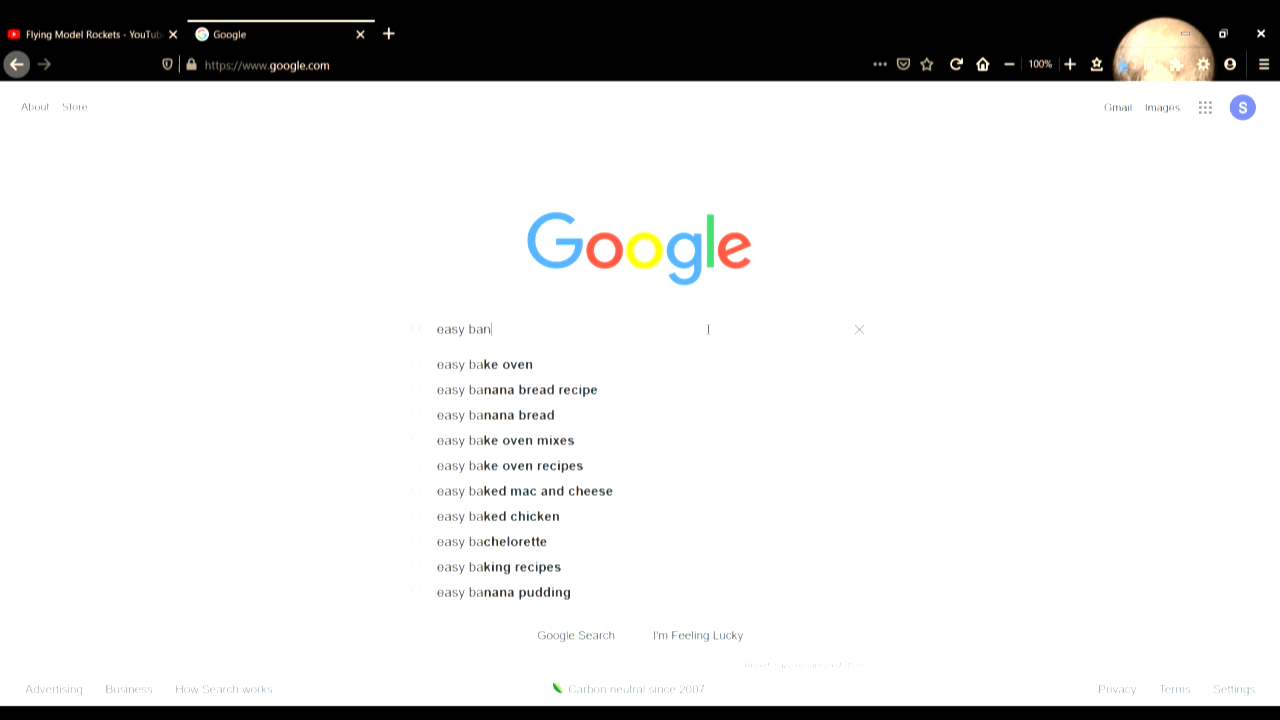 Flying Model Rockets - YouTub
Google
https://www.google.com
100%
About Store
Gmail Images
S
Google
easy ban
easy bake oven
easy banana bread recipe
easy banana bread
easy bake oven mixes
easy bake oven recipes
easy baked mac and cheese
easy baked chicken
easy bachelorette
easy baking recipes
easy banana pudding
Google Search I'm Feeling Lucky
Advertising Business How Search works
Carbon neutral since 2007
Privacy Terms Settings